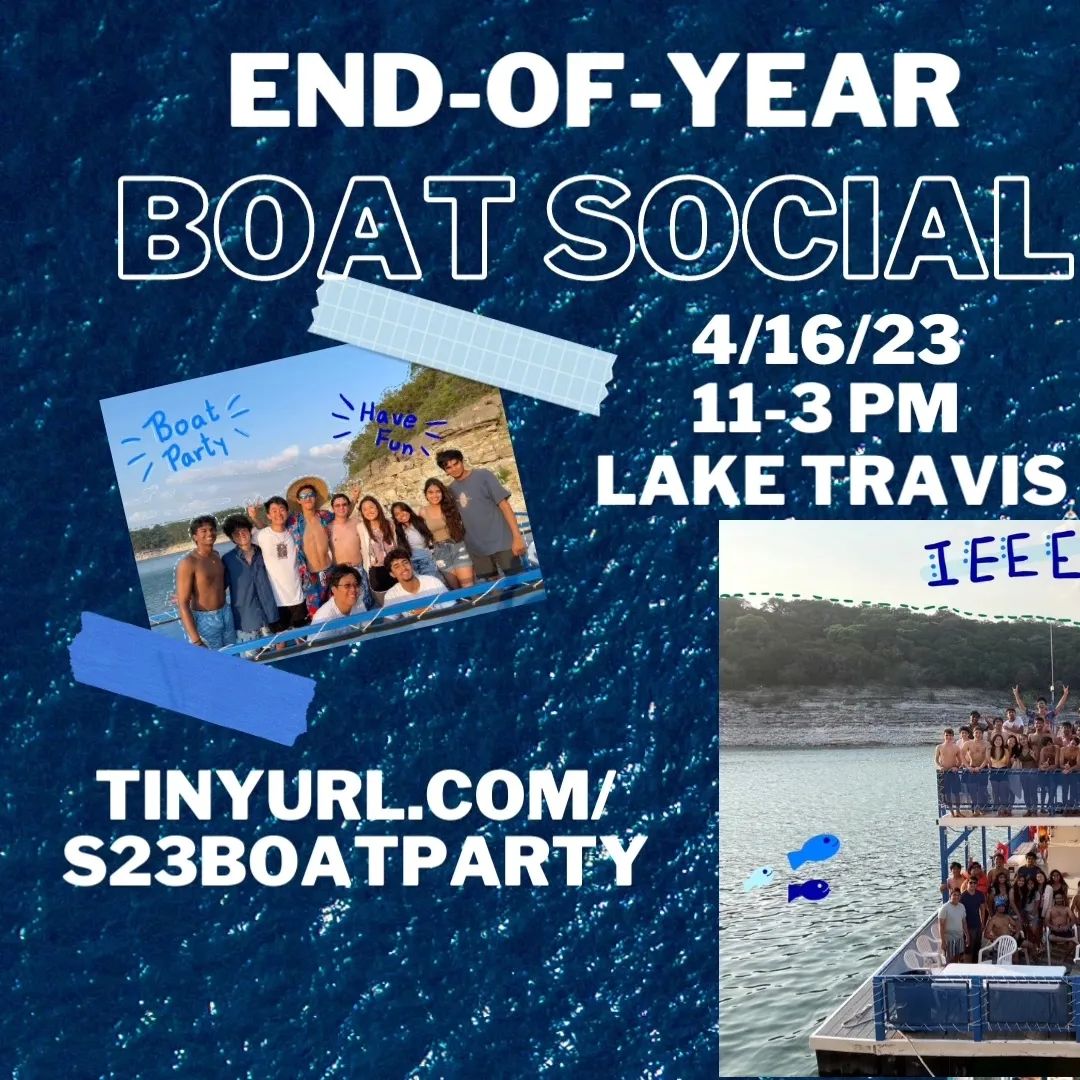 END-OF-YEAR
BOAT SOCIAL
4/16/23
11-3 PM
LAKE TRAVIS
Boat
Party
Have
Fun
IEEE
TINYURL.COM/
S23BOATPARTY